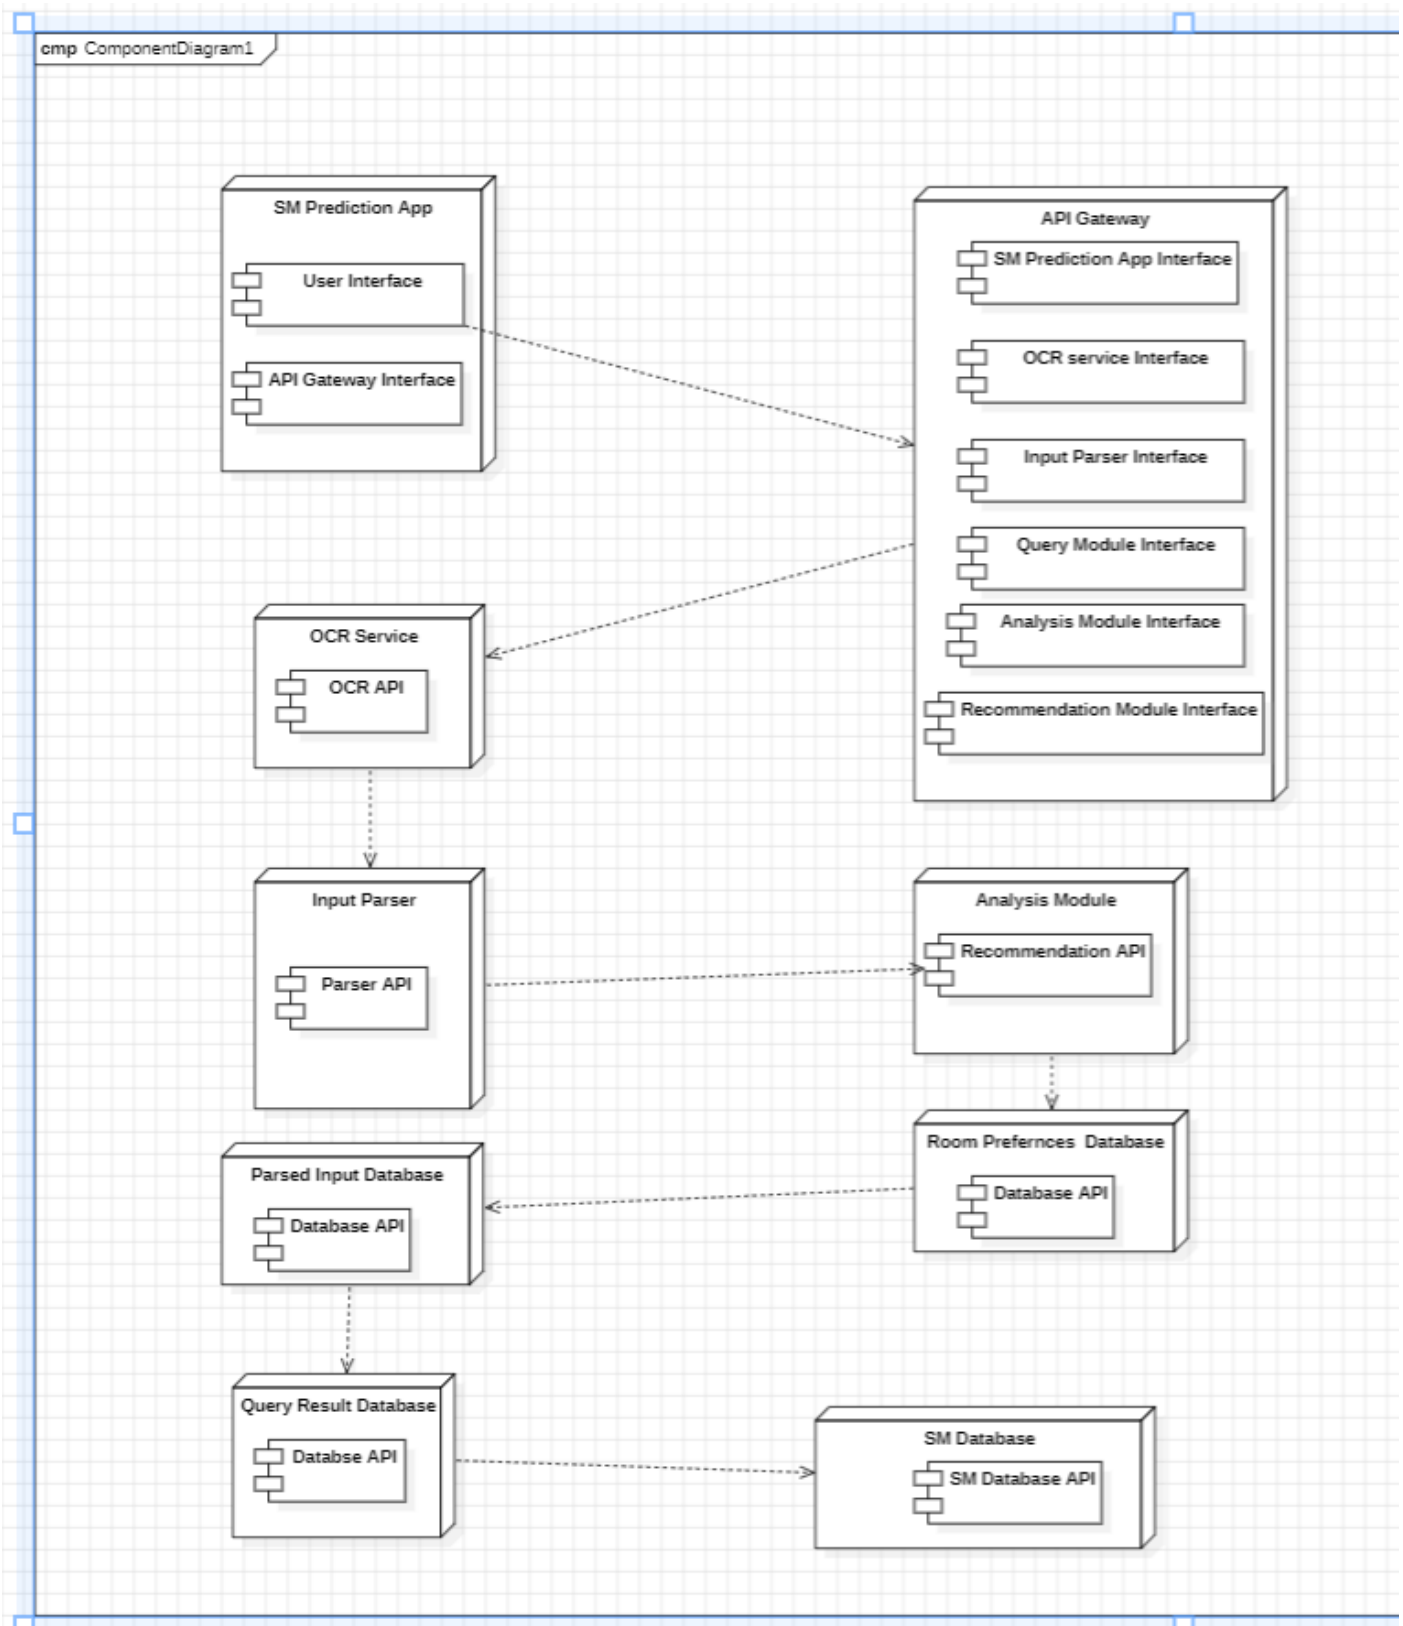 cmp ComponentDiagram1
SM Prediction App
User Interface
API Gateway Interface
API Gateway
SM Prediction App Interface
OCR service Interface
Input Parser Interface
Query Module Interface
Analysis Module Interface
Recommendation Module Interface
OCR Service
OCR API
Input Parser
Parser API
Analysis Module
Recommendation API
Room Prefernces  Database
Database API
Parsed Input Database
Database API
Query Result Database
Databse API
SM Database
SM Database API